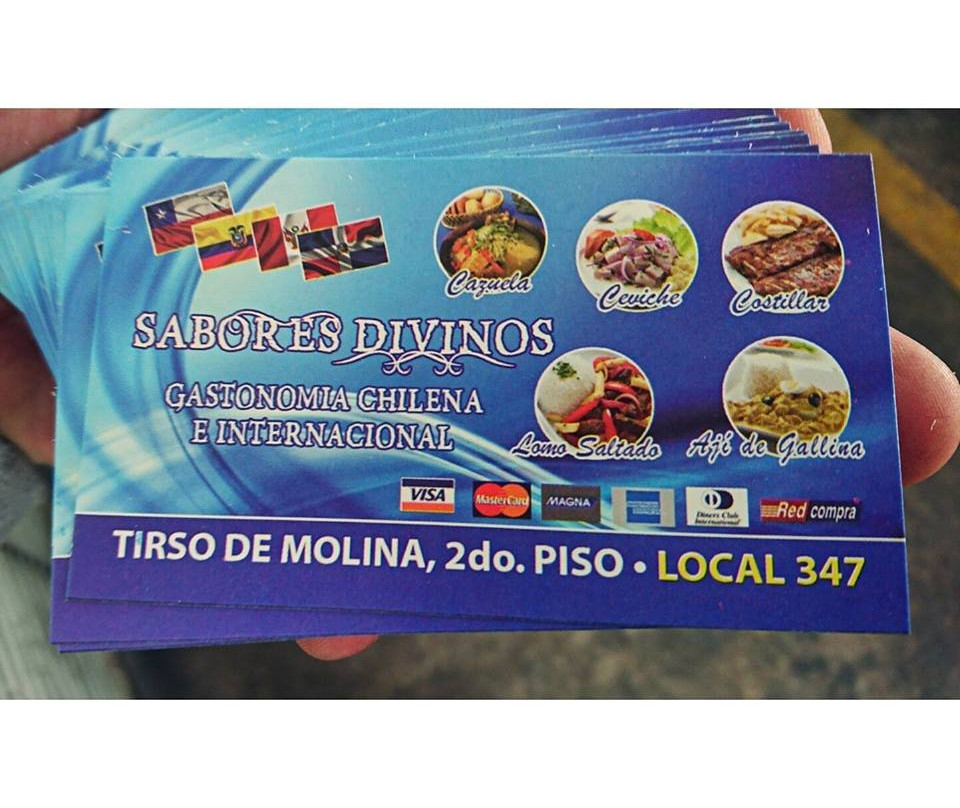 Cazuela
Ceviche
Costillar
SABORES DIVINOS
GASTONOMIA CHILENA
E INTERNACIONAL
Lomo Saltado
Ají de Gallina
VISA
MasterCard
MAGNA
Diners Club
International
Red compra
TIRSO DE MOLINA, 2do. PISO • LOCAL 347